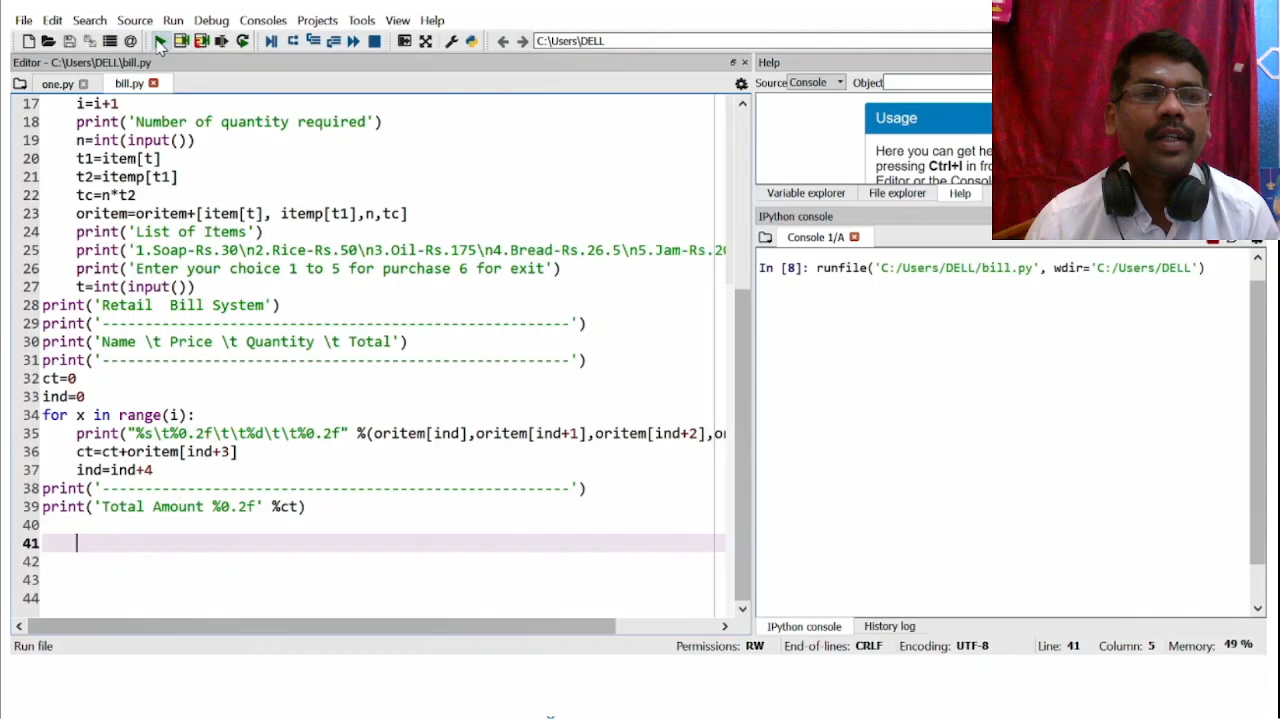 File Edit Search Source Run Debug Consoles Projects Tools View Help
C:\Users\DELL
Editor - C:\Users\DELL\bill.py
Help
one.py
bill.py
Source Console Object
17 i=i+1
18 print('Number of quantity required')
19 n=int(input())
20 t1=item[t]
21 t2=itemp[t1]
22 tc=n*t2
23 oritem=oritem+[item[t], itemp[t1],n,tc]
24 print('List of Items')
25 print('1.Soap-Rs.30\n2.Rice-Rs.50\n3.Oil-Rs.175\n4.Bread-Rs.26.5\n5.Jam-Rs.20
26 print('Enter your choice 1 to 5 for purchase 6 for exit')
27 t=int(input())
28 print('Retail  Bill System')
29 print('-------------------------------------------------------')
30 print('Name \t Price \t Quantity \t Total')
31 print('-------------------------------------------------------')
32 ct=0
33 ind=0
34 for x in range(i):
35 print("%s\t%0.2f\t\t%d\t\t%0.2f" %(oritem[ind],oritem[ind+1],oritem[ind+2],o
36 ct=ct+oritem[ind+3]
37 ind=ind+4
38 print('-------------------------------------------------------')
39 print('Total Amount %0.2f' %ct)
40
41
42
43
44
Usage
Here you can get he
pressing Ctrl+I in fro
Editor or the Conso
Variable explorer File explorer Help
IPython console
Console 1/A
In [8]: runfile('C:/Users/DELL/bill.py', wdir='C:/Users/DELL')
IPython console History log
Run file Permissions: RW End-of-lines: CRLF Encoding: UTF-8 Line: 41 Column: 5 Memory: 49 %